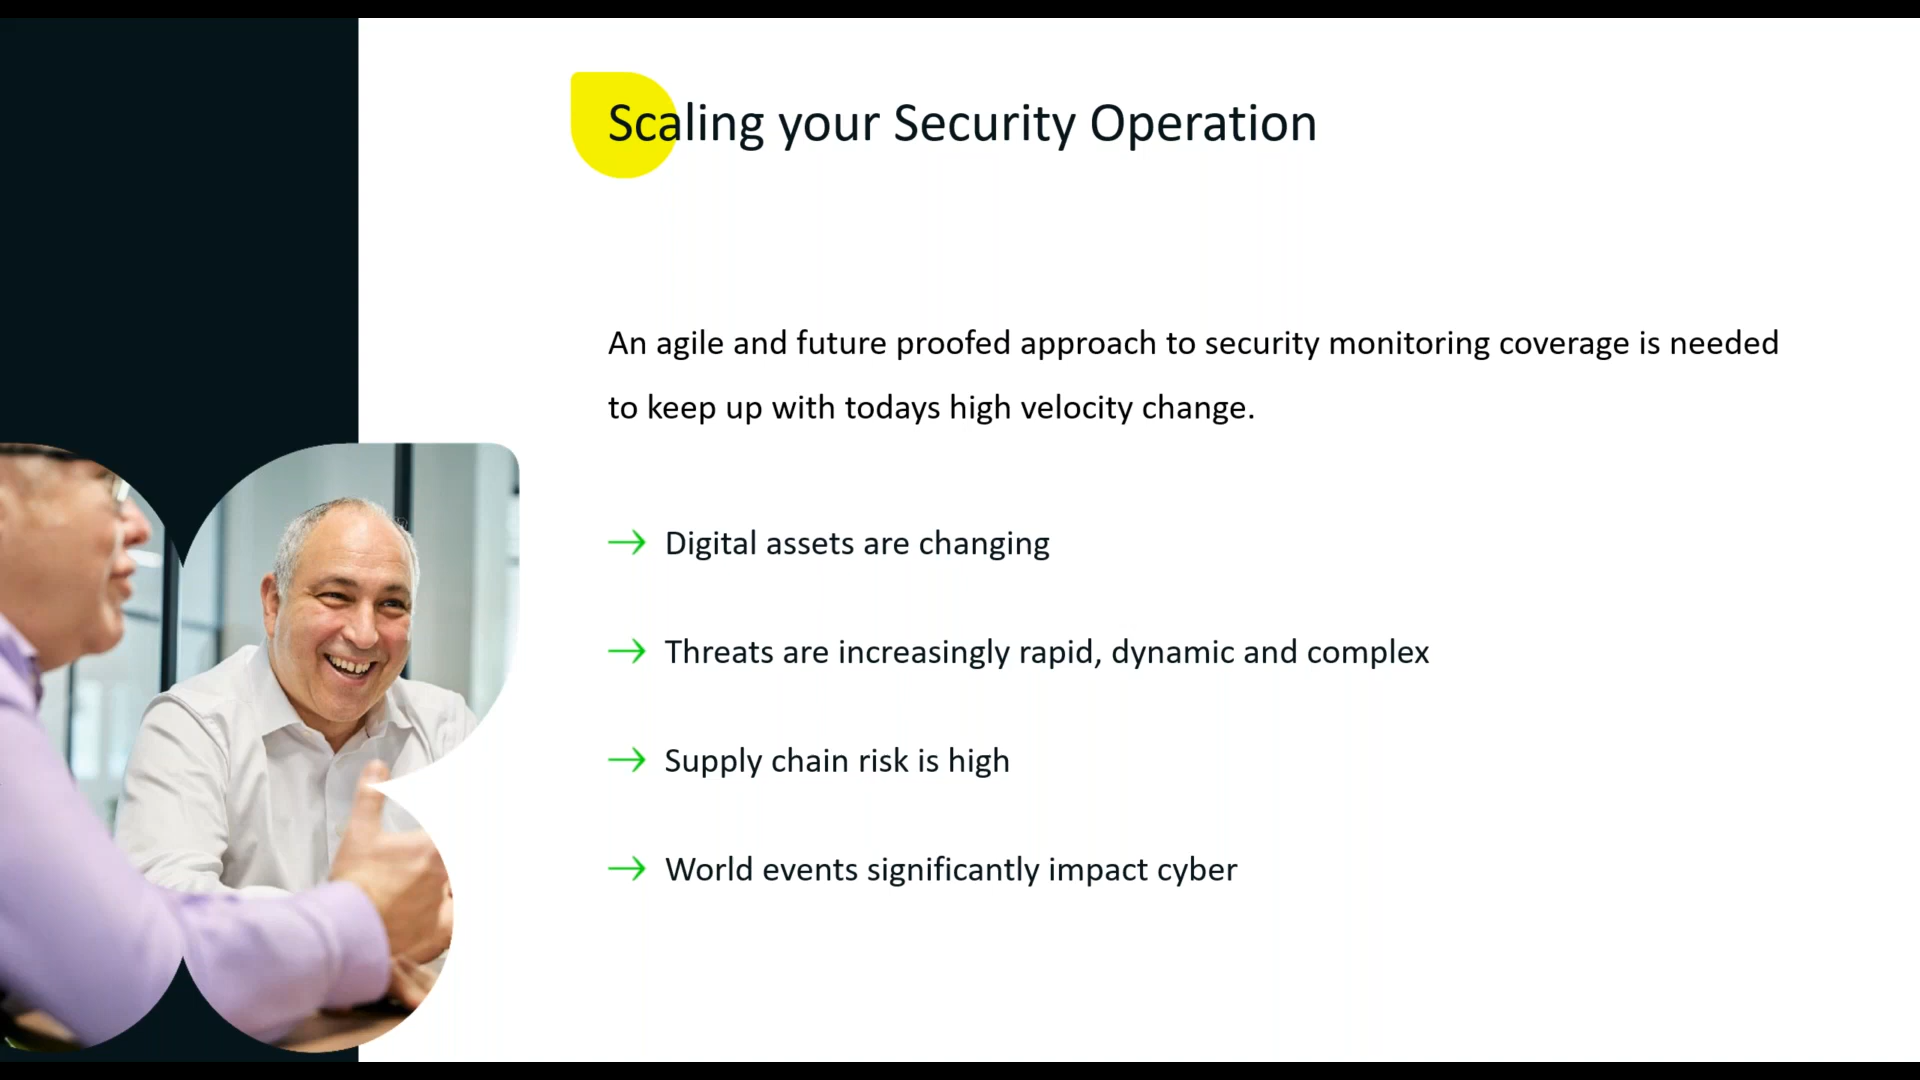 Scaling your Security Operation
An agile and future proofed approach to security monitoring coverage is needed
to keep up with todays high velocity change.
→ Digital assets are changing
→ Threats are increasingly rapid, dynamic and complex
→ Supply chain risk is high
→ World events significantly impact cyber